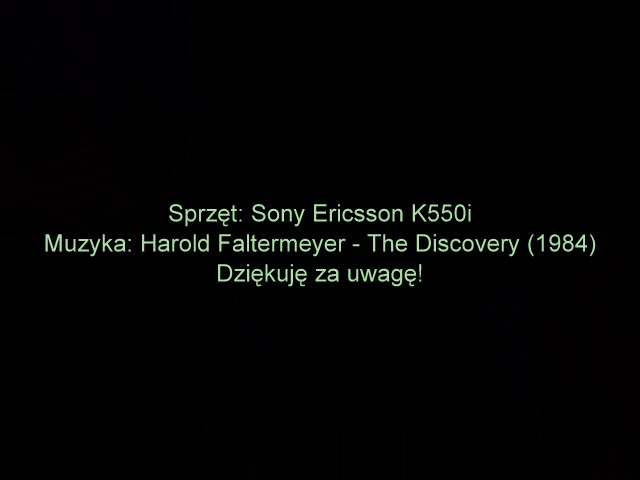 Sprzęt: Sony Ericsson K550i
Muzyka: Harold Faltermeyer - The Discovery (1984)
Dziękuję za uwagę!